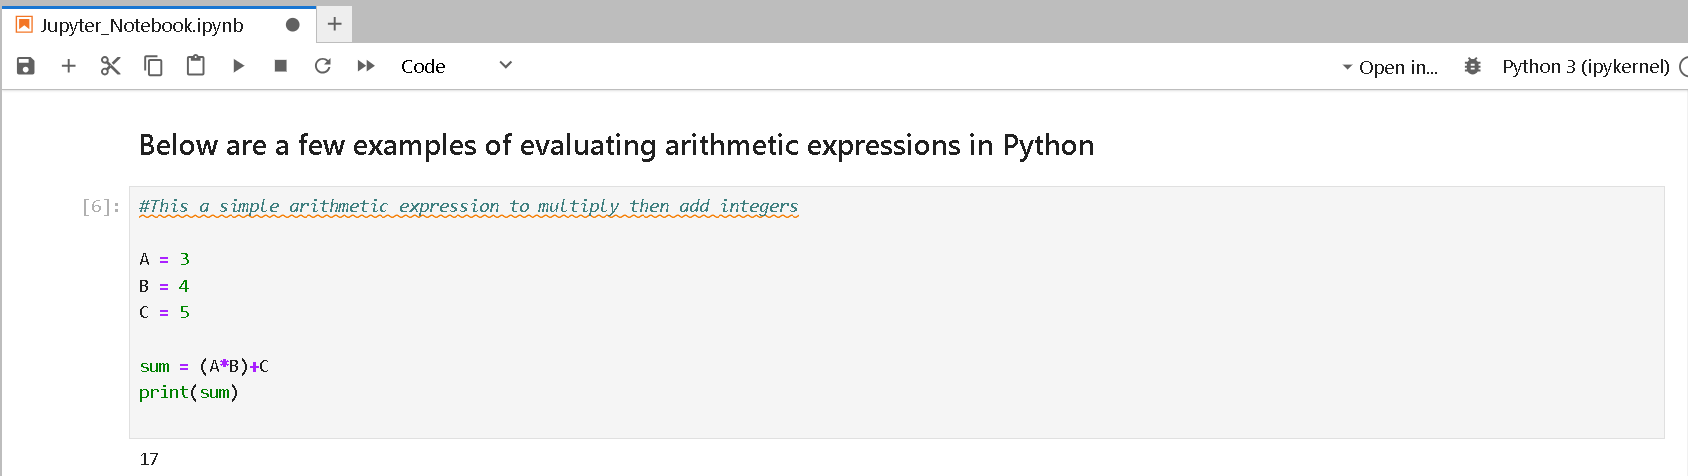 Jupyter_Notebook.ipynb
Code
Open in...
Python 3 (ipykernel)
Below are a few examples of evaluating arithmetic expressions in Python
[6]:
#This a simple arithmetic expression to multiply then add integers
A = 3
B = 4
C = 5
sum = (A*B)+C
print(sum)
17